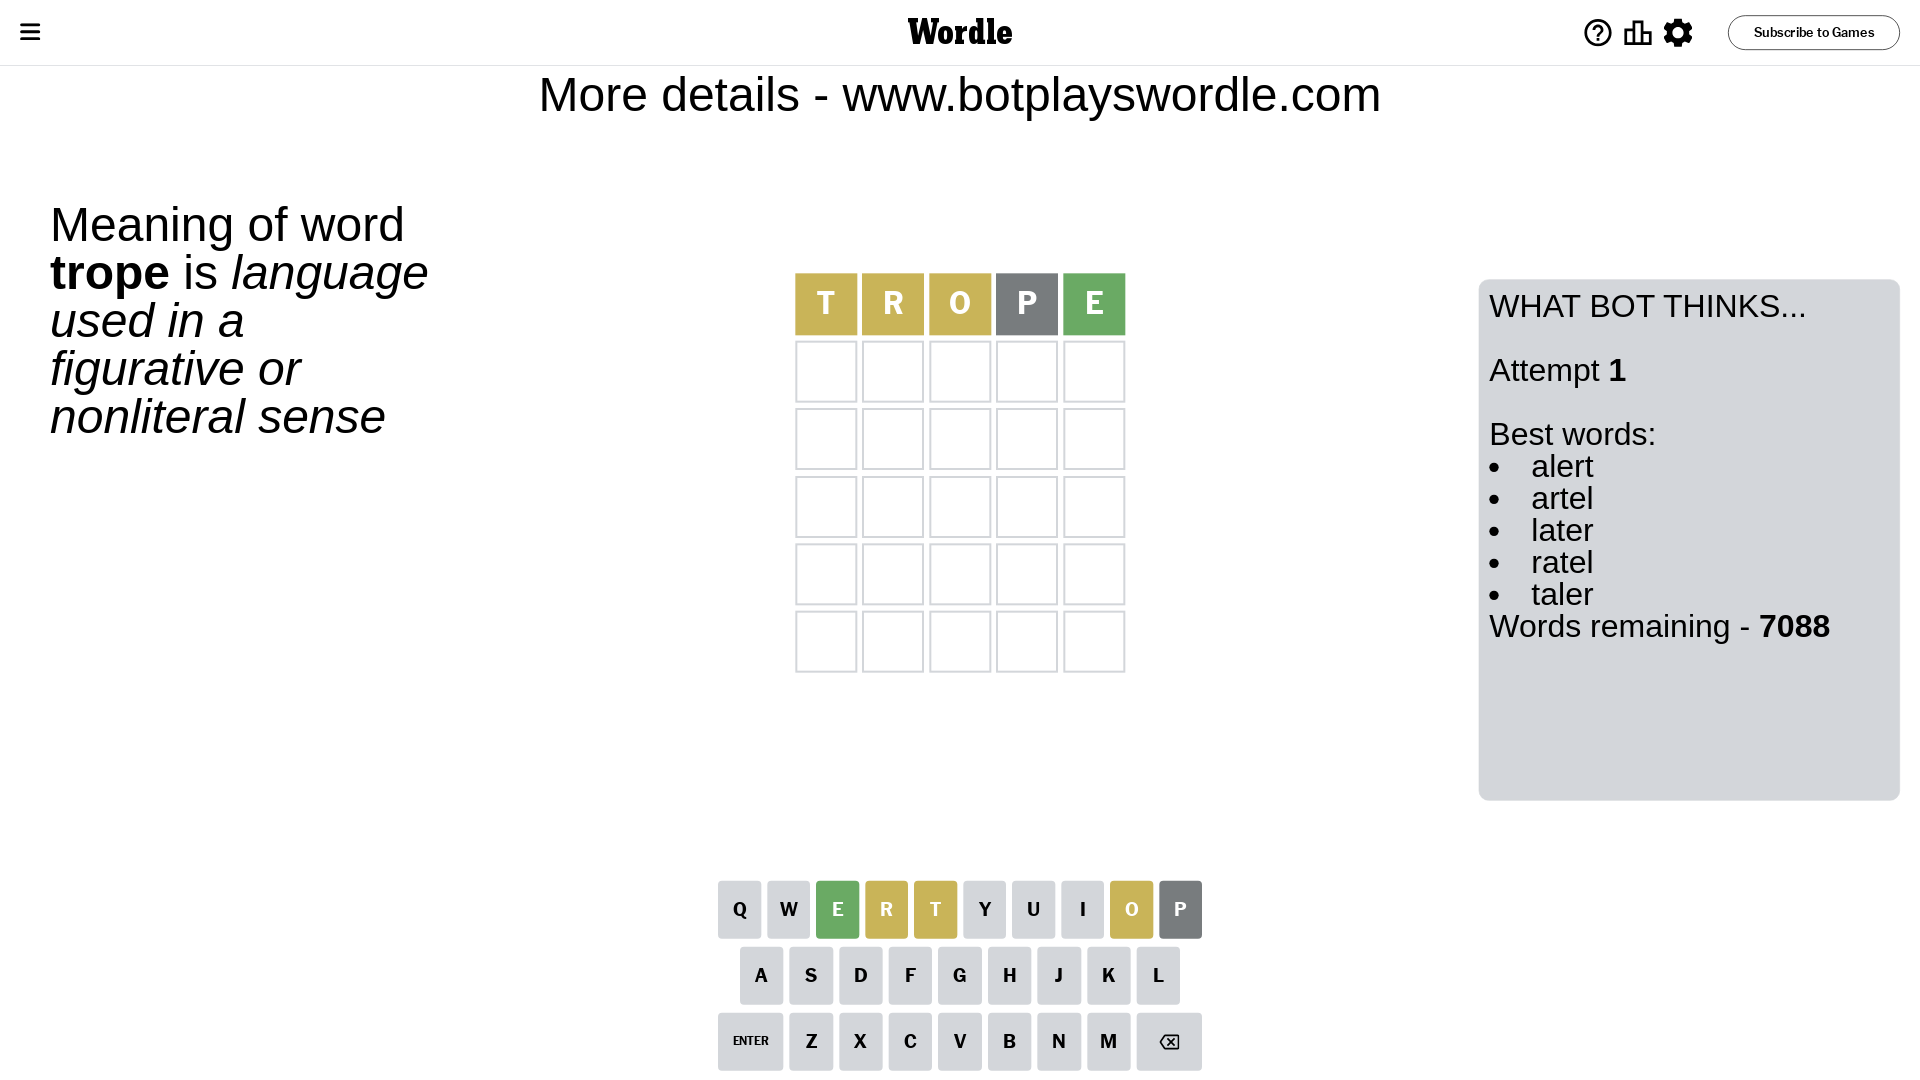 Wordle
Subscribe to Games
More details - www.botplayswordle.com
Meaning of word
trope is language
used in a
figurative or
nonliteral sense
T R O P E
WHAT BOT THINKS...
Attempt 1
Best words:
• alert
• artel
• later
• ratel
• taler
Words remaining - 7088
Q W E R T Y U I O P
A S D F G H J K L
ENTER Z X C V B N M